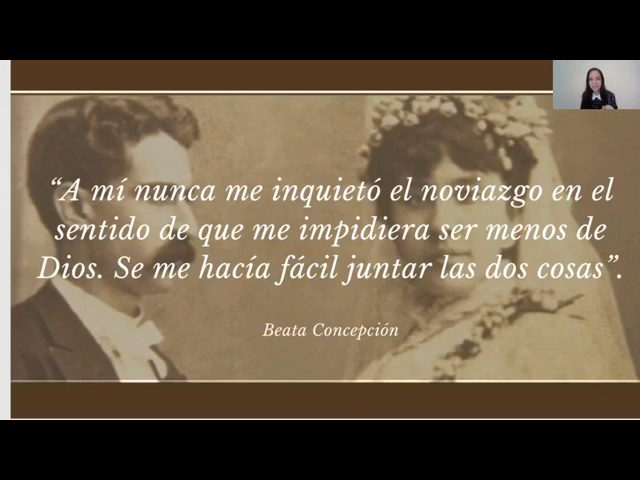 “A mí nunca me inquietó el noviazgo en el
sentido de que me impidiera ser menos de
Dios. Se me hacía fácil juntar las dos cosas”.
Beata Concepción